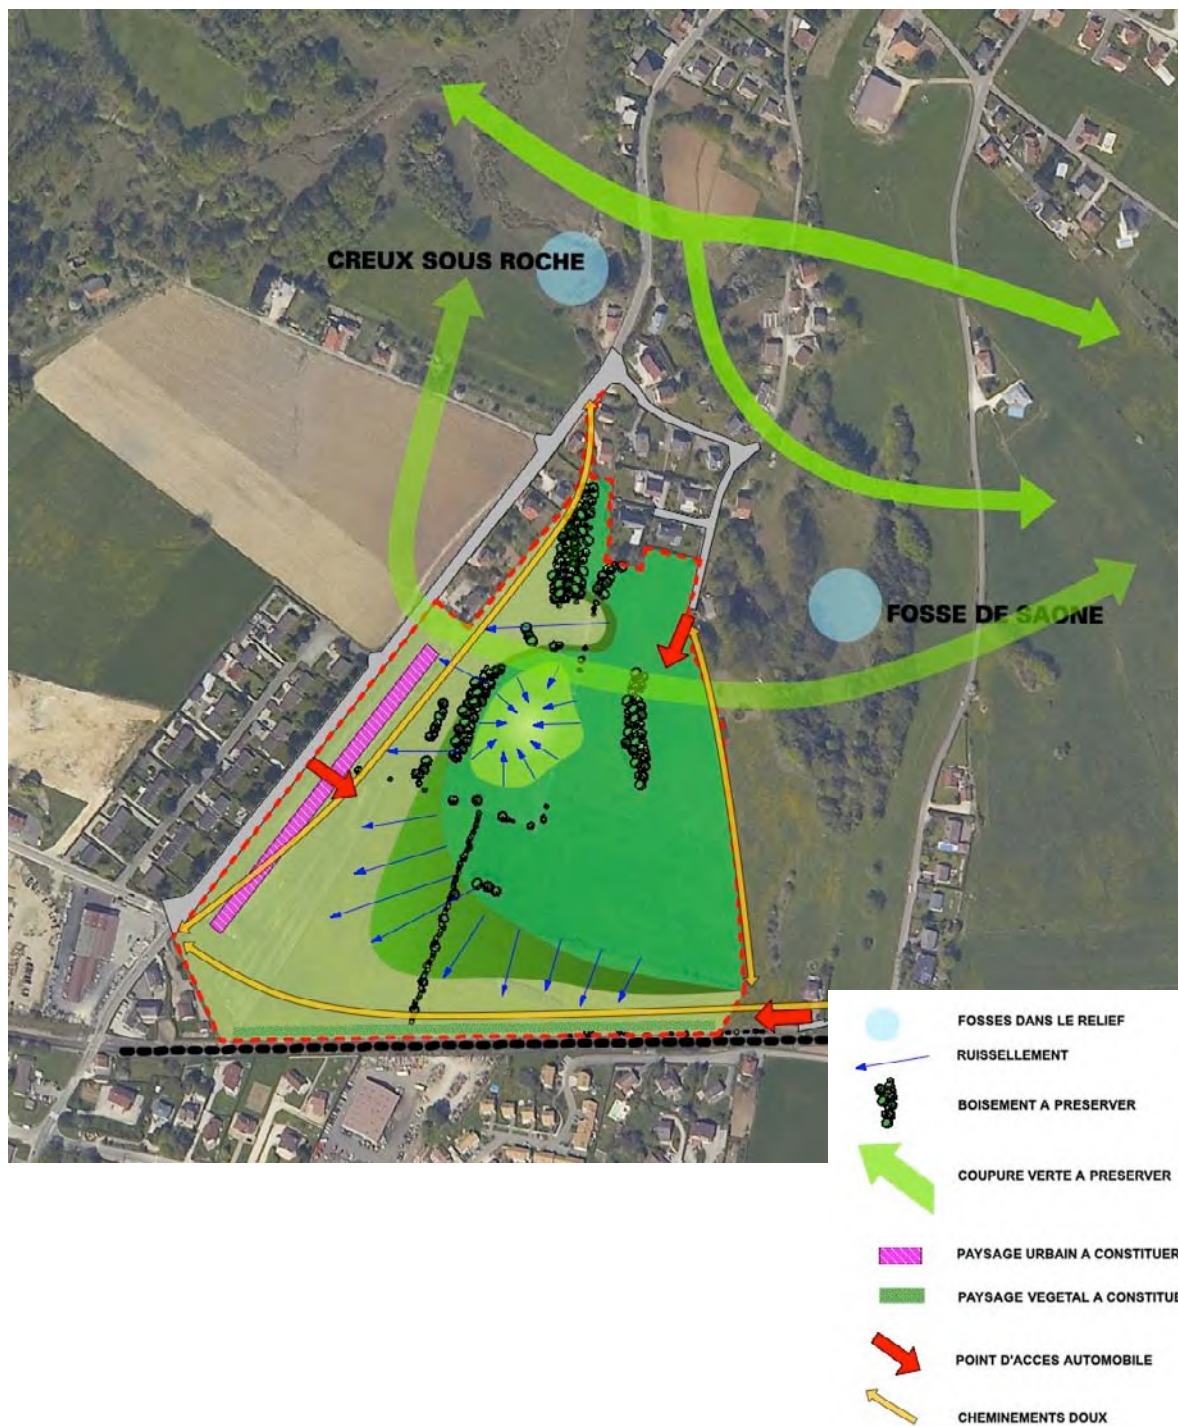 CREUX SOUS ROCHE
FOSSE DE SAONE
FOSSES DANS LE RELIEF
RUISSELLEMENT
BOISEMENT A PRESERVER
COUPURE VERTE A PRESERVER
PAYSAGE URBAIN A CONSTITUER
PAYSAGE VEGETAL A CONSTITUE
POINT D'ACCES AUTOMOBILE
CHEMINEMENTS DOUX